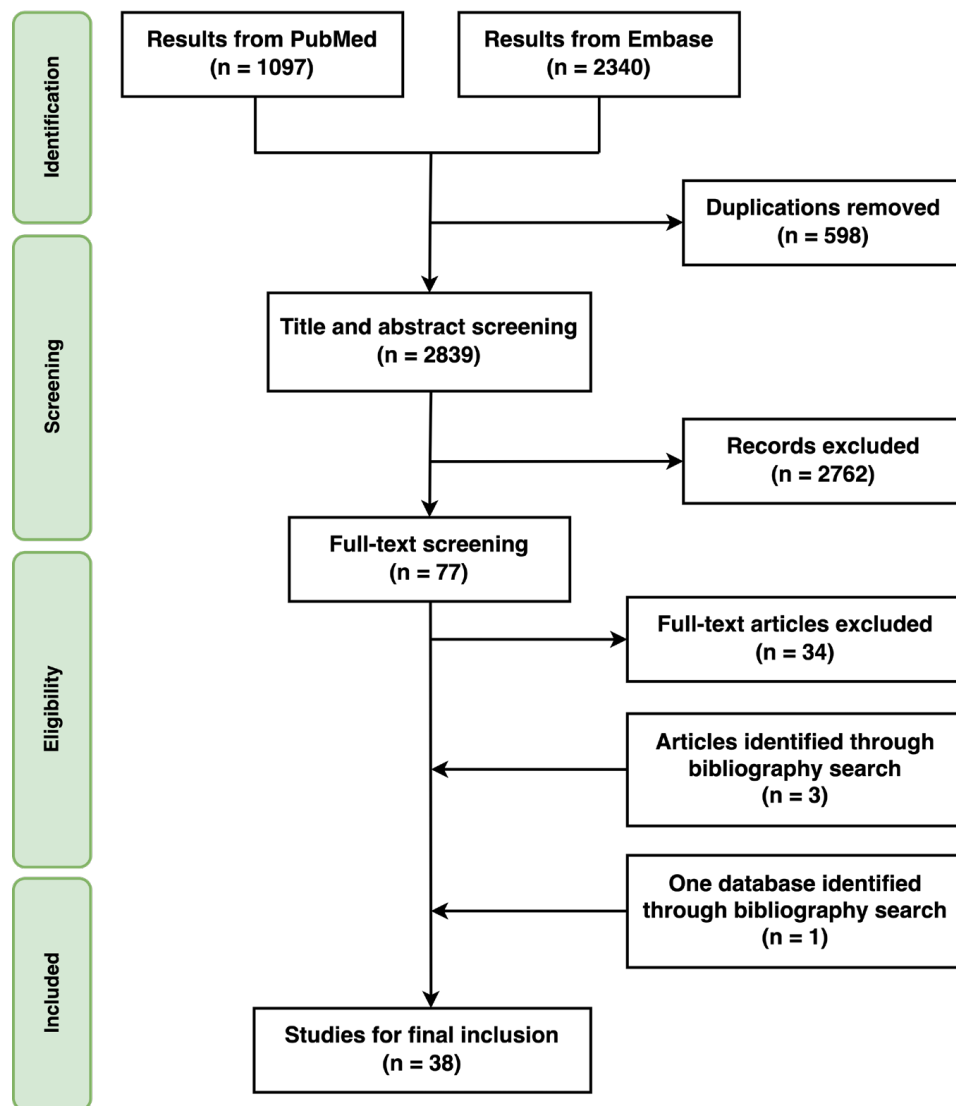 Identification
Results from PubMed
(n = 1097)
Results from Embase
(n = 2340)
Duplications removed
(n = 598)
Screening
Title and abstract screening
(n = 2839)
Records excluded
(n = 2762)
Full-text screening
(n = 77)
Eligibility
Full-text articles excluded
(n = 34)
Articles identified through
bibliography search
(n = 3)
One database identified
through bibliography search
(n = 1)
Included
Studies for final inclusion
(n = 38)